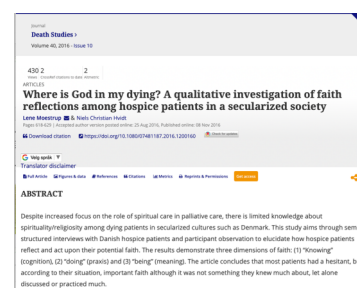 Journal
Death Studies >
Volume 40, 2016 - Issue 10
430 2 2
ARTICLES
Where is God in my dying? A qualitative investigation of faith
reflections among hospice patients in a secularized society
Lene Moestrup & Niels Christian Hvidt
Pages 618-629 | Accepted author version posted online: 25 Aug 2016, Published online: 08 Nov 2016
Download citation https://doi.org/10.1080/07481187.2016.1200160 Check for updates
G Velg språk ▼
Translator disclaimer
Full Article Figures & data References Citations Metrics Reprints & Permissions Get access
ABSTRACT
Despite increased focus on the role of spiritual care in palliative care, there is limited knowledge about
spirituality/religiosity among dying patients in secularized cultures such as Denmark. This study aims through sem
structured interviews with Danish hospice patients and participant observation to elucidate how hospice patients
reflect and act upon their potential faith. The results demonstrate three dimensions of faith: (1) "Knowing"
(cognition), (2) "doing" (praxis) and (3) "being" (meaning). The article concludes that most patients had a hesitant, b
according to their situation, important faith although it was not something they knew much about, let alone
discussed or practiced much.